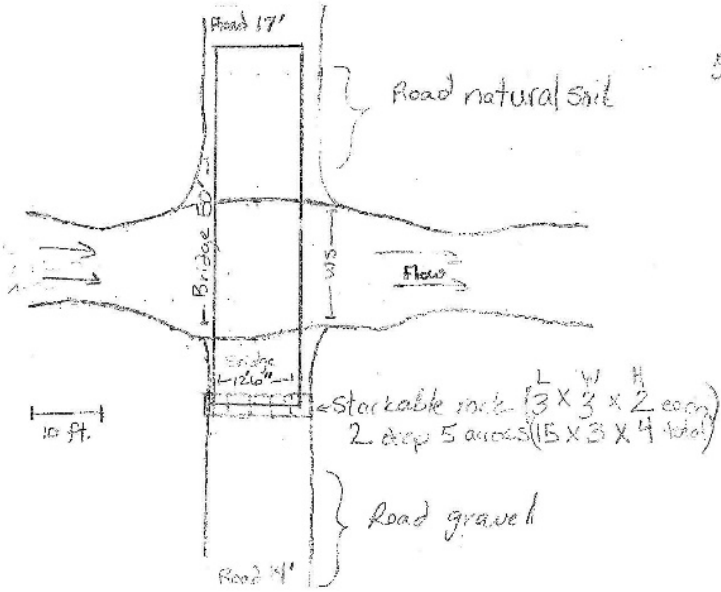 Road 17'
Road natural soil
Bridge 50'
Flow
Bridge
12'6"
10 ft.
L W H
Stackable rock (3 x 3 x 2 each)
2 deep 5 across (15 x 3 x 4 total)
Road gravel
Road 14'